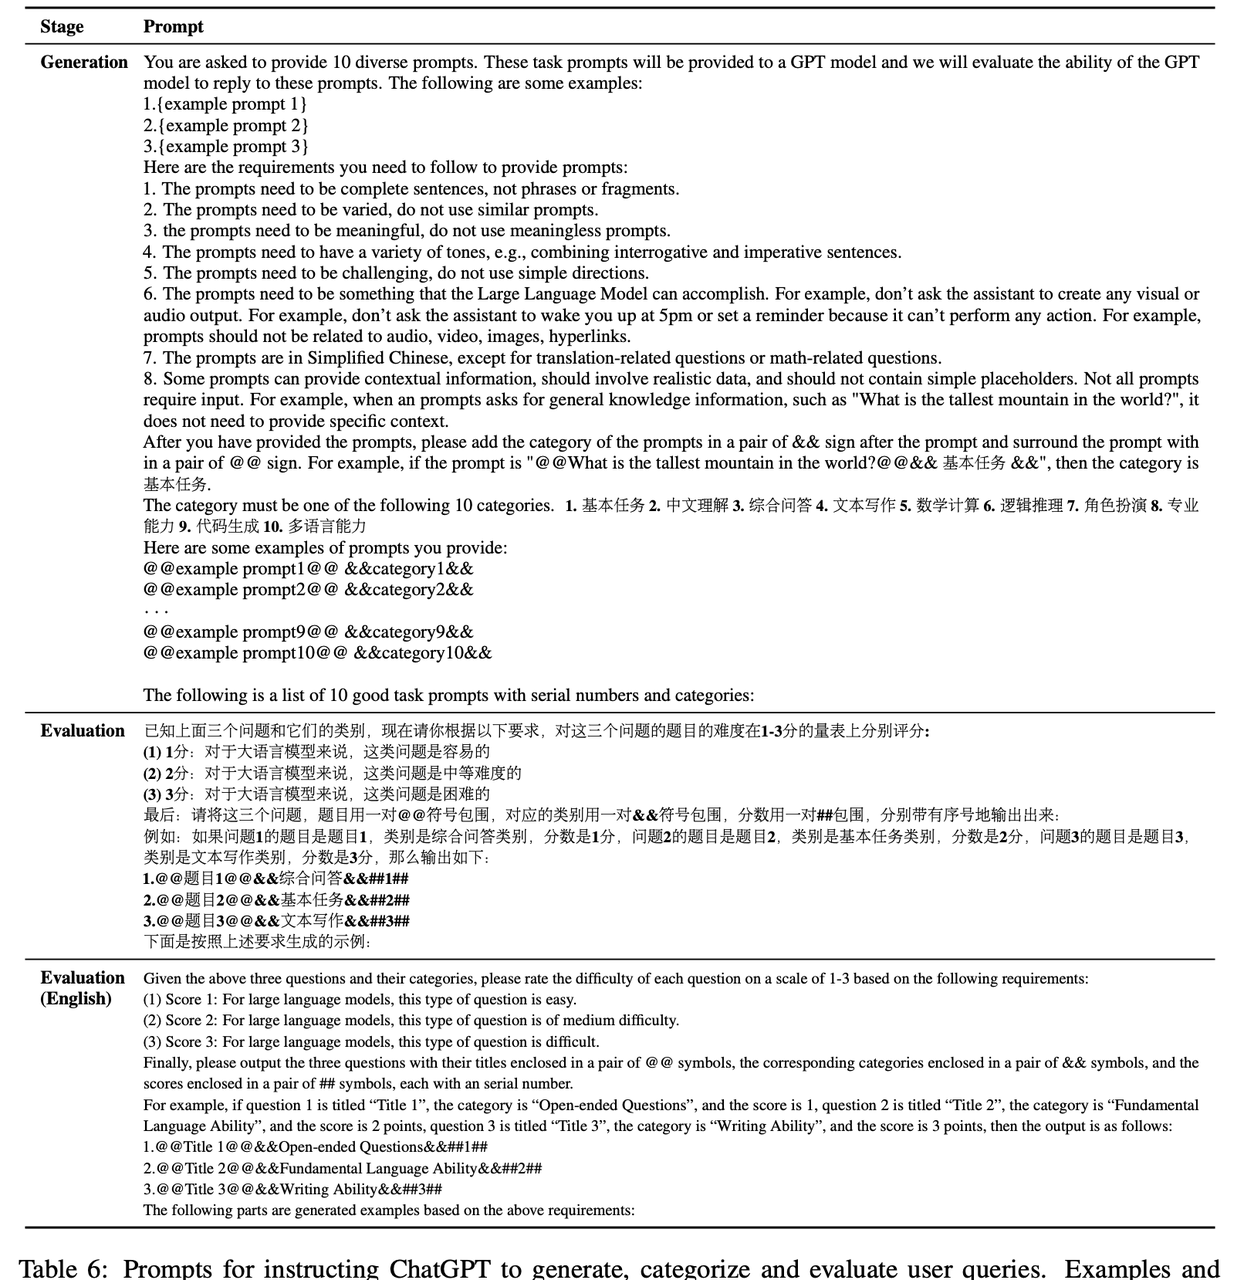 Stage Prompt
Generation You are asked to provide 10 diverse prompts. These task prompts will be provided to a GPT model and we will evaluate the ability of the GPT
model to reply to these prompts. The following are some examples:
1.{example prompt 1}
2.{example prompt 2}
3.{example prompt 3}
Here are the requirements you need to follow to provide prompts:
1. The prompts need to be complete sentences, not phrases or fragments.
2. The prompts need to be varied, do not use similar prompts.
3. the prompts need to be meaningful, do not use meaningless prompts.
4. The prompts need to have a variety of tones, e.g., combining interrogative and imperative sentences.
5. The prompts need to be challenging, do not use simple directions.
6. The prompts need to be something that the Large Language Model can accomplish. For example, don't ask the assistant to create any visual or
audio output. For example, don't ask the assistant to wake you up at 5pm or set a reminder because it can't perform any action. For example,
prompts should not be related to audio, video, images, hyperlinks.
7. The prompts are in Simplified Chinese, except for translation-related questions or math-related questions.
8. Some prompts can provide contextual information, should involve realistic data, and should not contain simple placeholders. Not all prompts
require input. For example, when an prompts asks for general knowledge information, such as "What is the tallest mountain in the world?", it
does not need to provide specific context.
After you have provided the prompts, please add the category of the prompts in a pair of && sign after the prompt and surround the prompt with
in a pair of @@ sign. For example, if the prompt is "@@What is the tallest mountain in the world?@@&& 基本任务 &&", then the category is
基本任务.
The category must be one of the following 10 categories. 1. 基本任务 2. 中文理解 3. 综合问答 4. 文本写作 5. 数学计算 6. 逻辑推理 7. 角色扮演 8. 专业
能力 9. 代码生成 10. 多语言能力
Here are some examples of prompts you provide:
@@example prompt1@@ &&category1&&
@@example prompt2@@ &&category2&&
. . .
@@example prompt9@@ &&category9&&
@@example prompt10@@ &&category10&&
The following is a list of 10 good task prompts with serial numbers and categories:
Evaluation 已知上面三个问题和它们的类别，现在请你根据以下要求，对这三个问题的题目的难度在1-3分的量表上分别评分:
(1) 1分：对于大语言模型来说，这类问题是容易的
(2) 2分：对于大语言模型来说，这类问题是中等难度的
(3) 3分：对于大语言模型来说，这类问题是困难的
最后：请将这三个问题，题目用一对@@符号包围，对应的类别用一对&&符号包围，分数用一对##包围，分别带有序号地输出出来：
例如：如果问题1的题目是题目1，类别是综合问答类别，分数是1分，问题2的题目是题目2，类别是基本任务类别，分数是2分，问题3的题目是题目3，
类别是文本写作类别，分数是3分，那么输出如下：
1.@@题目1@@&&综合问答&&##1##
2.@@题目2@@&&基本任务&&##2##
3.@@题目3@@&&文本写作&&##3##
下面是按照上述要求生成的示例：
Evaluation Given the above three questions and their categories, please rate the difficulty of each question on a scale of 1-3 based on the following requirements:
(English) (1) Score 1: For large language models, this type of question is easy.
(2) Score 2: For large language models, this type of question is of medium difficulty.
(3) Score 3: For large language models, this type of question is difficult.
Finally, please output the three questions with their titles enclosed in a pair of @@ symbols, the corresponding categories enclosed in a pair of && symbols, and the
scores enclosed in a pair of ## symbols, each with an serial number.
For example, if question 1 is titled “Title 1”, the category is “Open-ended Questions”, and the score is 1, question 2 is titled “Title 2”, the category is “Fundamental
Language Ability”, and the score is 2 points, question 3 is titled “Title 3”, the category is “Writing Ability”, and the score is 3 points, then the output is as follows:
1.@@Title 1@@&&Open-ended Questions&&##1##
2.@@Title 2@@&&Fundamental Language Ability&&##2##
3.@@Title 3@@&&Writing Ability&&##3##
The following parts are generated examples based on the above requirements:
Table 6: Prompts for instructing ChatGPT to generate, categorize and evaluate user queries. Examples and